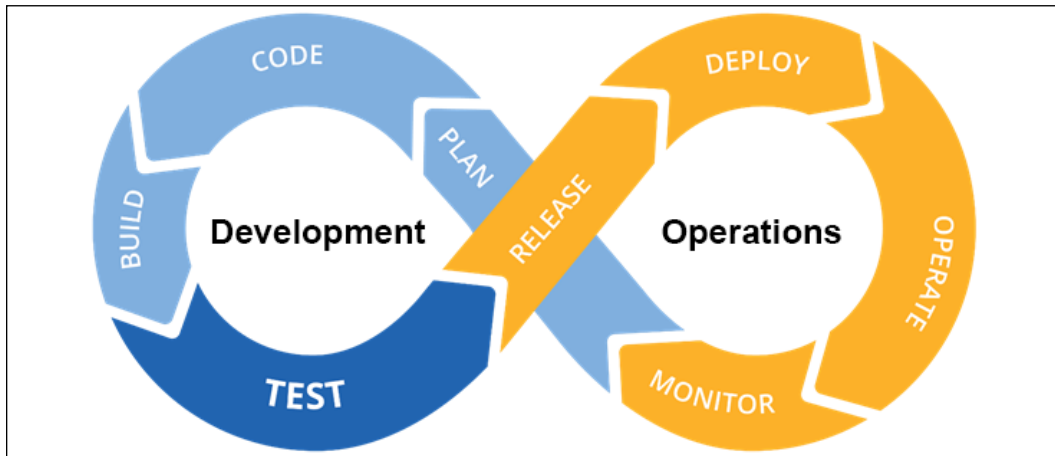 CODE
DEPLOY
PLAN
BUILD
Development
RELEASE
Operations
OPERATE
TEST
MONITOR